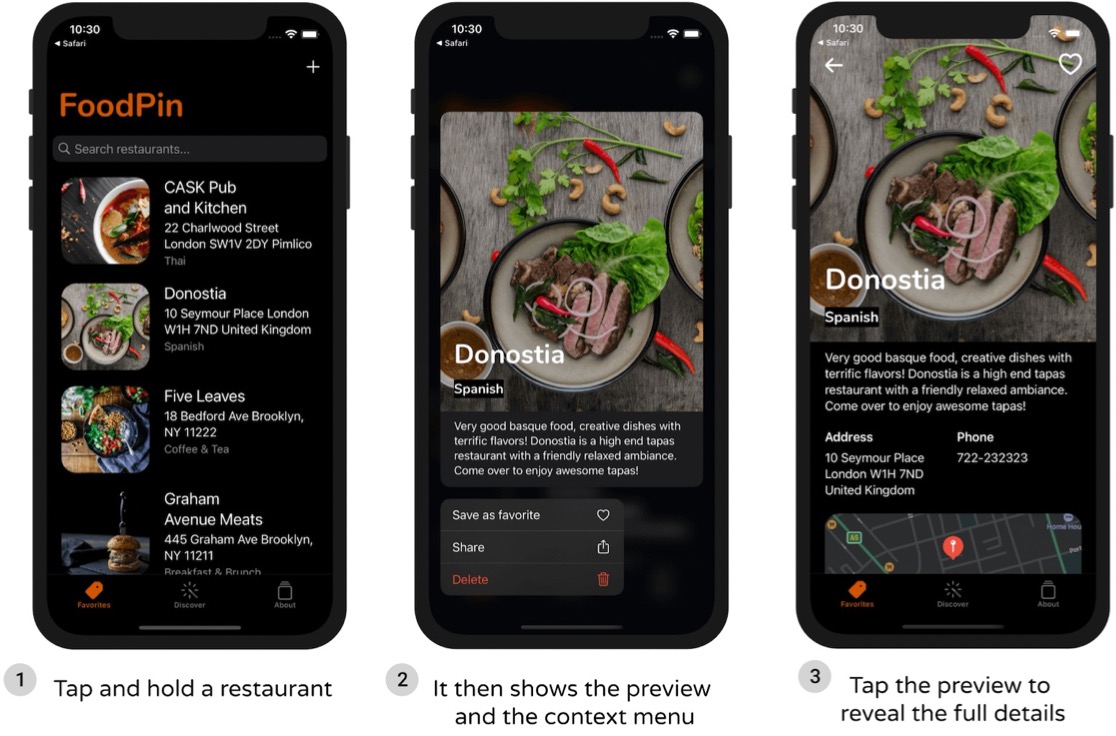 10:30
◀ Safari
FoodPin
Search restaurants...
CASK Pub
and Kitchen
22 Charlwood Street
London SW1V 2DY Pimlico
Thai
Donostia
10 Seymour Place London
W1H 7ND United Kingdom
Spanish
Five Leaves
18 Bedford Ave Brooklyn,
NY 11222
Coffee & Tea
Graham
Avenue Meats
445 Graham Ave Brooklyn,
NY 11211
Breakfast & Brunch
Favorites
Discover
About
1
Tap and hold a restaurant
10:30
◀ Safari
Donostia
Spanish
Very good basque food, creative dishes with
terrific flavors! Donostia is a high end tapas
restaurant with a friendly relaxed ambiance.
Come over to enjoy awesome tapas!
Save as favorite
Share
Delete
2
It then shows the preview
and the context menu
10:30
◀ Safari
Donostia
Spanish
Very good basque food, creative dishes with
terrific flavors! Donostia is a high end tapas
restaurant with a friendly relaxed ambiance.
Come over to enjoy awesome tapas!
Address
Phone
10 Seymour Place
London W1H 7ND
United Kingdom
722-232323
A5
Home Hou
Favorites
Discover
About
3
Tap the preview to
reveal the full details